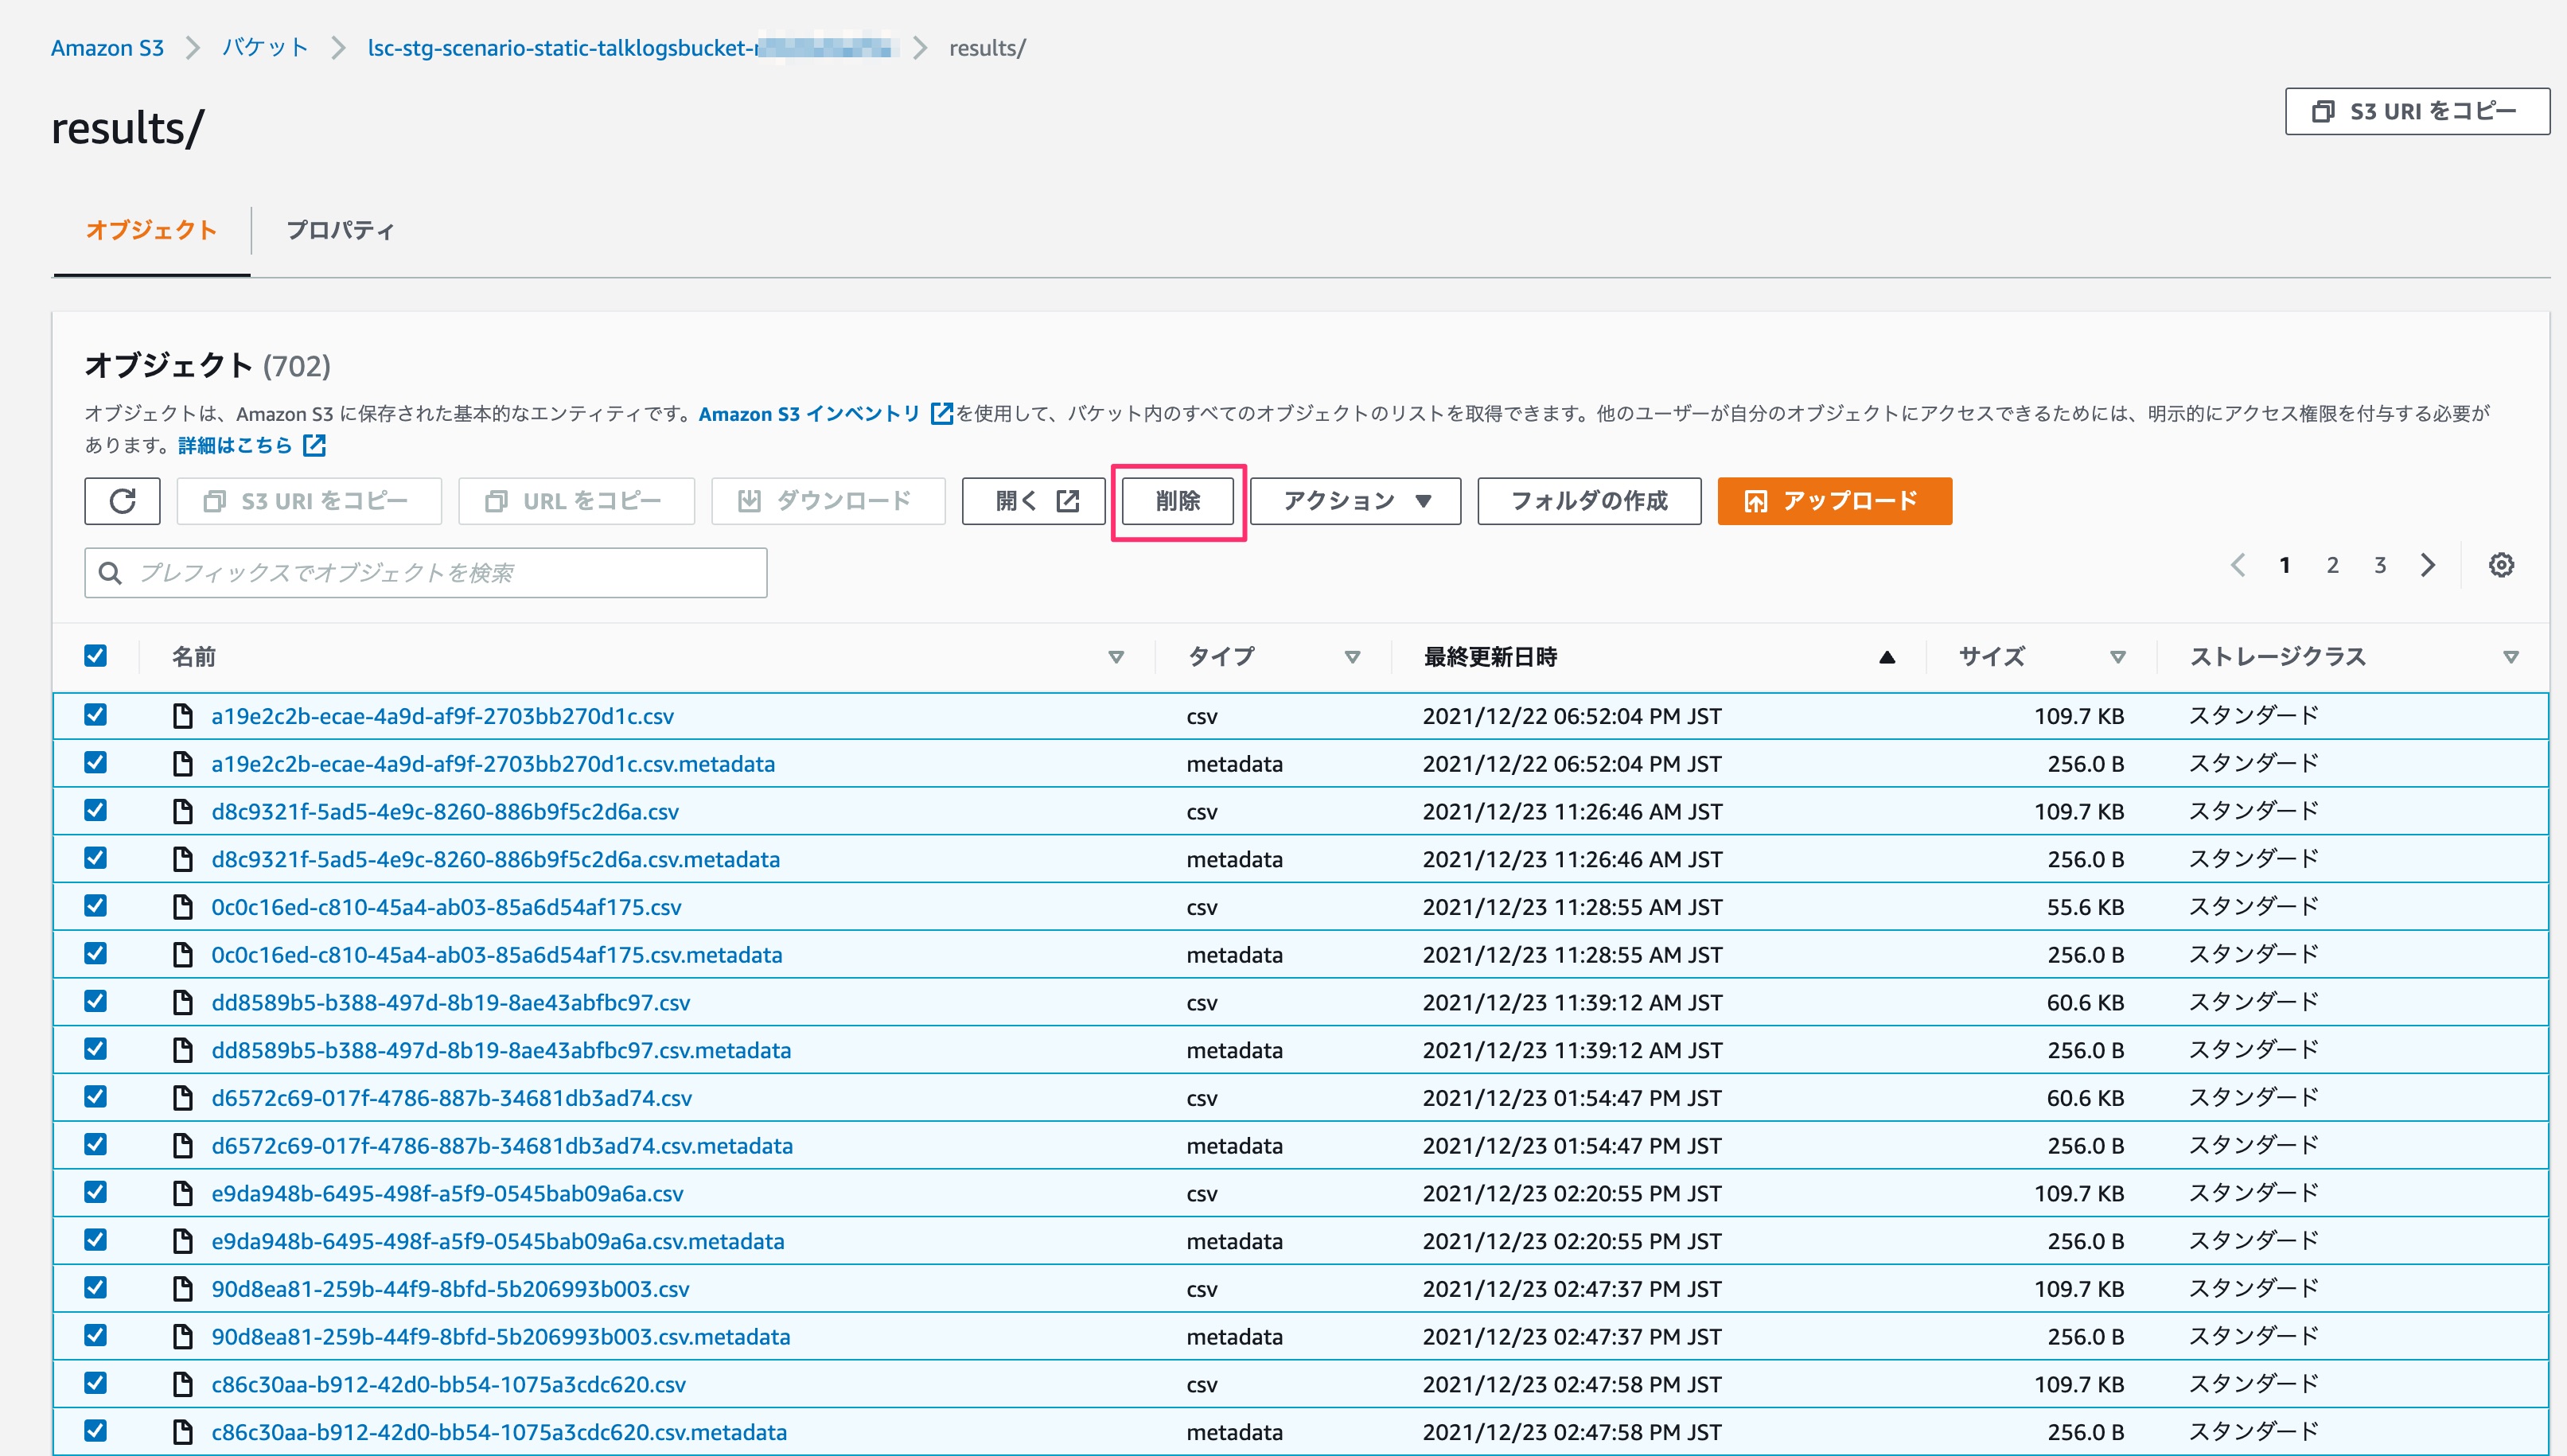 Amazon S3 > バケット > lsc-stg-scenario-static-talklogsbucket- > results/
results/
S3 URI をコピー
オブジェクト プロパティ
オブジェクト (702)
オブジェクトは、Amazon S3 に保存された基本的なエンティティです。Amazon S3 インベントリ を使用して、バケット内のすべてのオブジェクトのリストを取得できます。他のユーザーが自分のオブジェクトにアクセスできるためには、明示的にアクセス権限を付与する必要が
あります。詳細はこちら
S3 URI をコピー URL をコピー ダウンロード 開く 削除 アクション フォルダの作成 アップロード
プレフィックスでオブジェクトを検索 1 2 3
名前 タイプ 最終更新日時 サイズ ストレージクラス
a19e2c2b-ecae-4a9d-af9f-2703bb270d1c.csv csv 2021/12/22 06:52:04 PM JST 109.7 KB スタンダード
a19e2c2b-ecae-4a9d-af9f-2703bb270d1c.csv.metadata metadata 2021/12/22 06:52:04 PM JST 256.0 B スタンダード
d8c9321f-5ad5-4e9c-8260-886b9f5c2d6a.csv csv 2021/12/23 11:26:46 AM JST 109.7 KB スタンダード
d8c9321f-5ad5-4e9c-8260-886b9f5c2d6a.csv.metadata metadata 2021/12/23 11:26:46 AM JST 256.0 B スタンダード
0c0c16ed-c810-45a4-ab03-85a6d54af175.csv csv 2021/12/23 11:28:55 AM JST 55.6 KB スタンダード
0c0c16ed-c810-45a4-ab03-85a6d54af175.csv.metadata metadata 2021/12/23 11:28:55 AM JST 256.0 B スタンダード
dd8589b5-b388-497d-8b19-8ae43abfbc97.csv csv 2021/12/23 11:39:12 AM JST 60.6 KB スタンダード
dd8589b5-b388-497d-8b19-8ae43abfbc97.csv.metadata metadata 2021/12/23 11:39:12 AM JST 256.0 B スタンダード
d6572c69-017f-4786-887b-34681db3ad74.csv csv 2021/12/23 01:54:47 PM JST 60.6 KB スタンダード
d6572c69-017f-4786-887b-34681db3ad74.csv.metadata metadata 2021/12/23 01:54:47 PM JST 256.0 B スタンダード
e9da948b-6495-498f-a5f9-0545bab09a6a.csv csv 2021/12/23 02:20:55 PM JST 109.7 KB スタンダード
e9da948b-6495-498f-a5f9-0545bab09a6a.csv.metadata metadata 2021/12/23 02:20:55 PM JST 256.0 B スタンダード
90d8ea81-259b-44f9-8bfd-5b206993b003.csv csv 2021/12/23 02:47:37 PM JST 109.7 KB スタンダード
90d8ea81-259b-44f9-8bfd-5b206993b003.csv.metadata metadata 2021/12/23 02:47:37 PM JST 256.0 B スタンダード
c86c30aa-b912-42d0-bb54-1075a3cdc620.csv csv 2021/12/23 02:47:58 PM JST 109.7 KB スタンダード
c86c30aa-b912-42d0-bb54-1075a3cdc620.csv.metadata metadata 2021/12/23 02:47:58 PM JST 256.0 B スタンダード